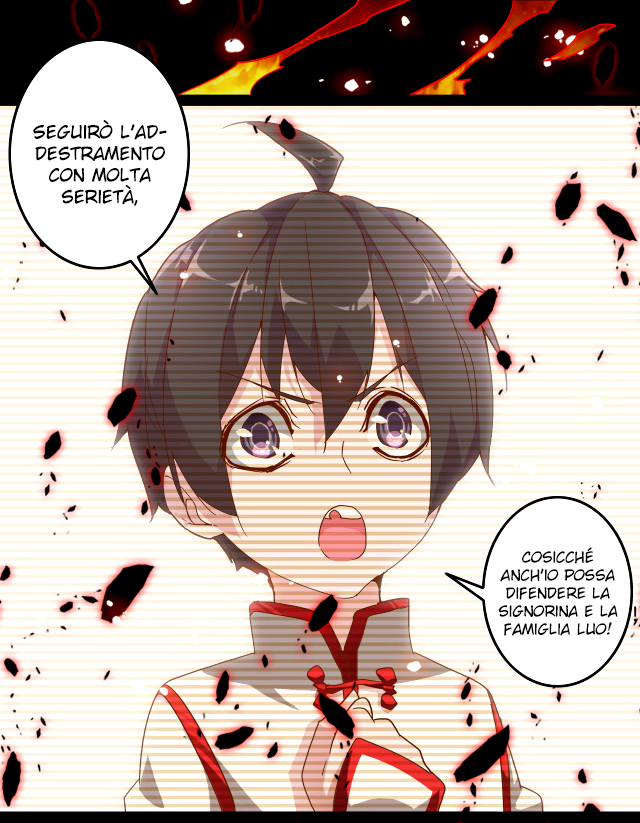 SEGUIRÒ L'AD-
DESTRAMENTO
CON MOLTA
SERIETÀ,
COSICCHÉ
ANCH'IO POSSA
DIFENDERE LA
SIGNORINA E LA
FAMIGLIA LUO!